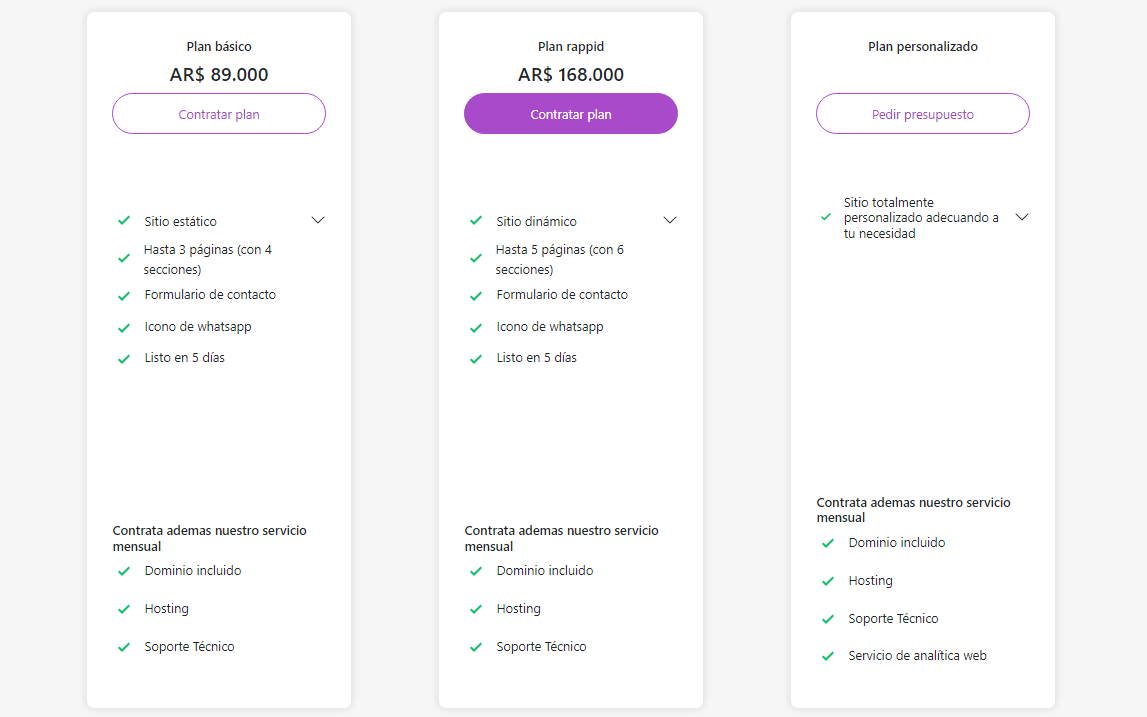 Plan básico
AR$ 89.000
Contratar plan
Sitio estático
Hasta 3 páginas (con 4
secciones)
Formulario de contacto
Icono de whatsapp
Listo en 5 días
Contrata ademas nuestro servicio
mensual
Dominio incluido
Hosting
Soporte Técnico
Plan rappid
AR$ 168.000
Contratar plan
Sitio dinámico
Hasta 5 páginas (con 6
secciones)
Formulario de contacto
Icono de whatsapp
Listo en 5 días
Contrata ademas nuestro servicio
mensual
Dominio incluido
Hosting
Soporte Técnico
Plan personalizado
Pedir presupuesto
Sitio totalmente
personalizado adecuando a
tu necesidad
Contrata ademas nuestro servicio
mensual
Dominio incluido
Hosting
Soporte Técnico
Servicio de analítica web